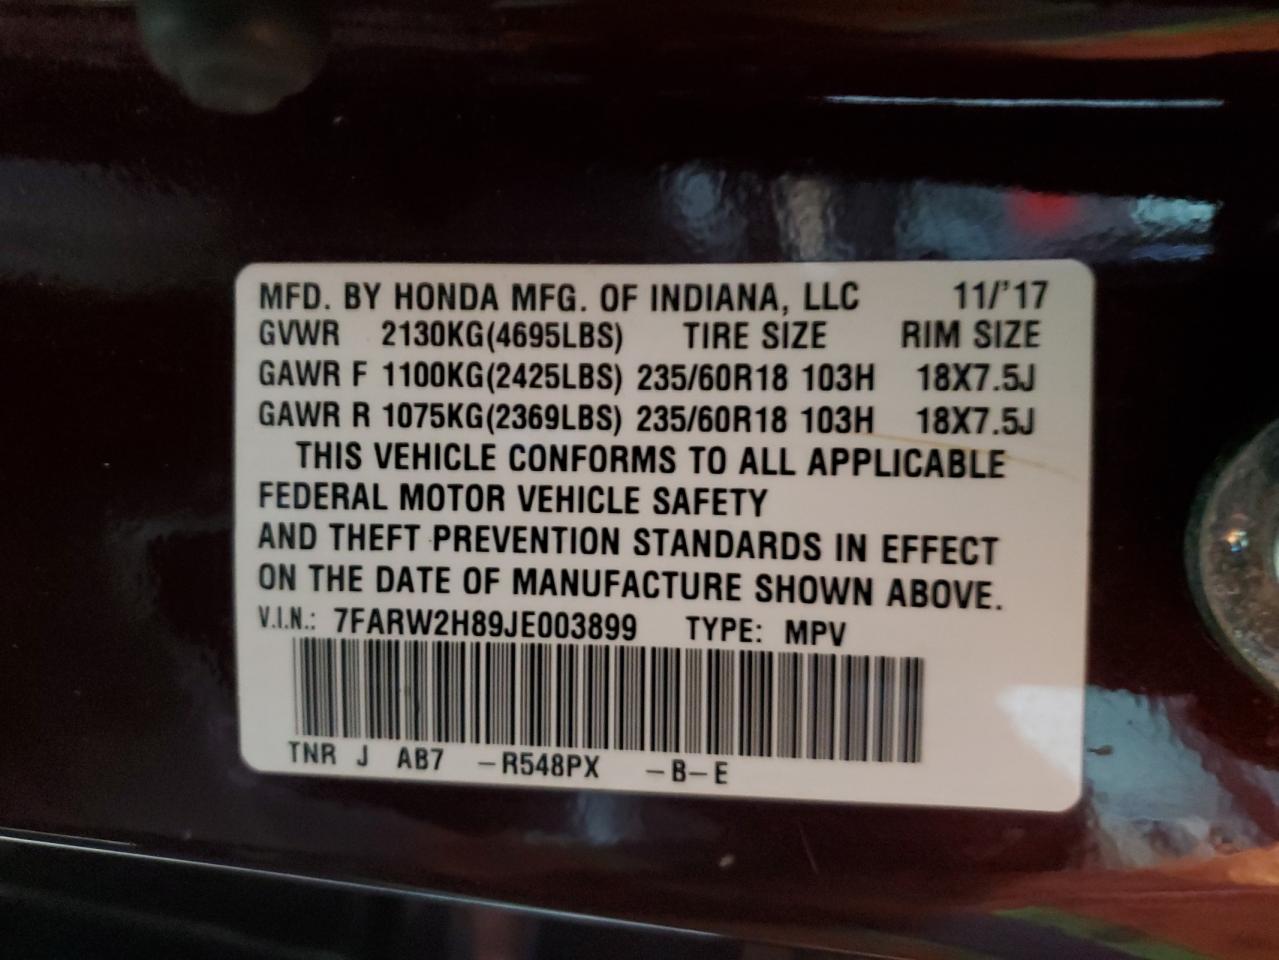 MFD. BY HONDA MFG. OF INDIANA, LLC 11/'17
GVWR 2130KG(4695LBS) TIRE SIZE RIM SIZE
GAWR F 1100KG(2425LBS) 235/60R18 103H 18X7.5J
GAWR R 1075KG(2369LBS) 235/60R18 103H 18X7.5J
THIS VEHICLE CONFORMS TO ALL APPLICABLE
FEDERAL MOTOR VEHICLE SAFETY
AND THEFT PREVENTION STANDARDS IN EFFECT
ON THE DATE OF MANUFACTURE SHOWN ABOVE.
V.I.N.: 7FARW2H89JE003899 TYPE: MPV
TNR J AB7 –R548PX –B–E